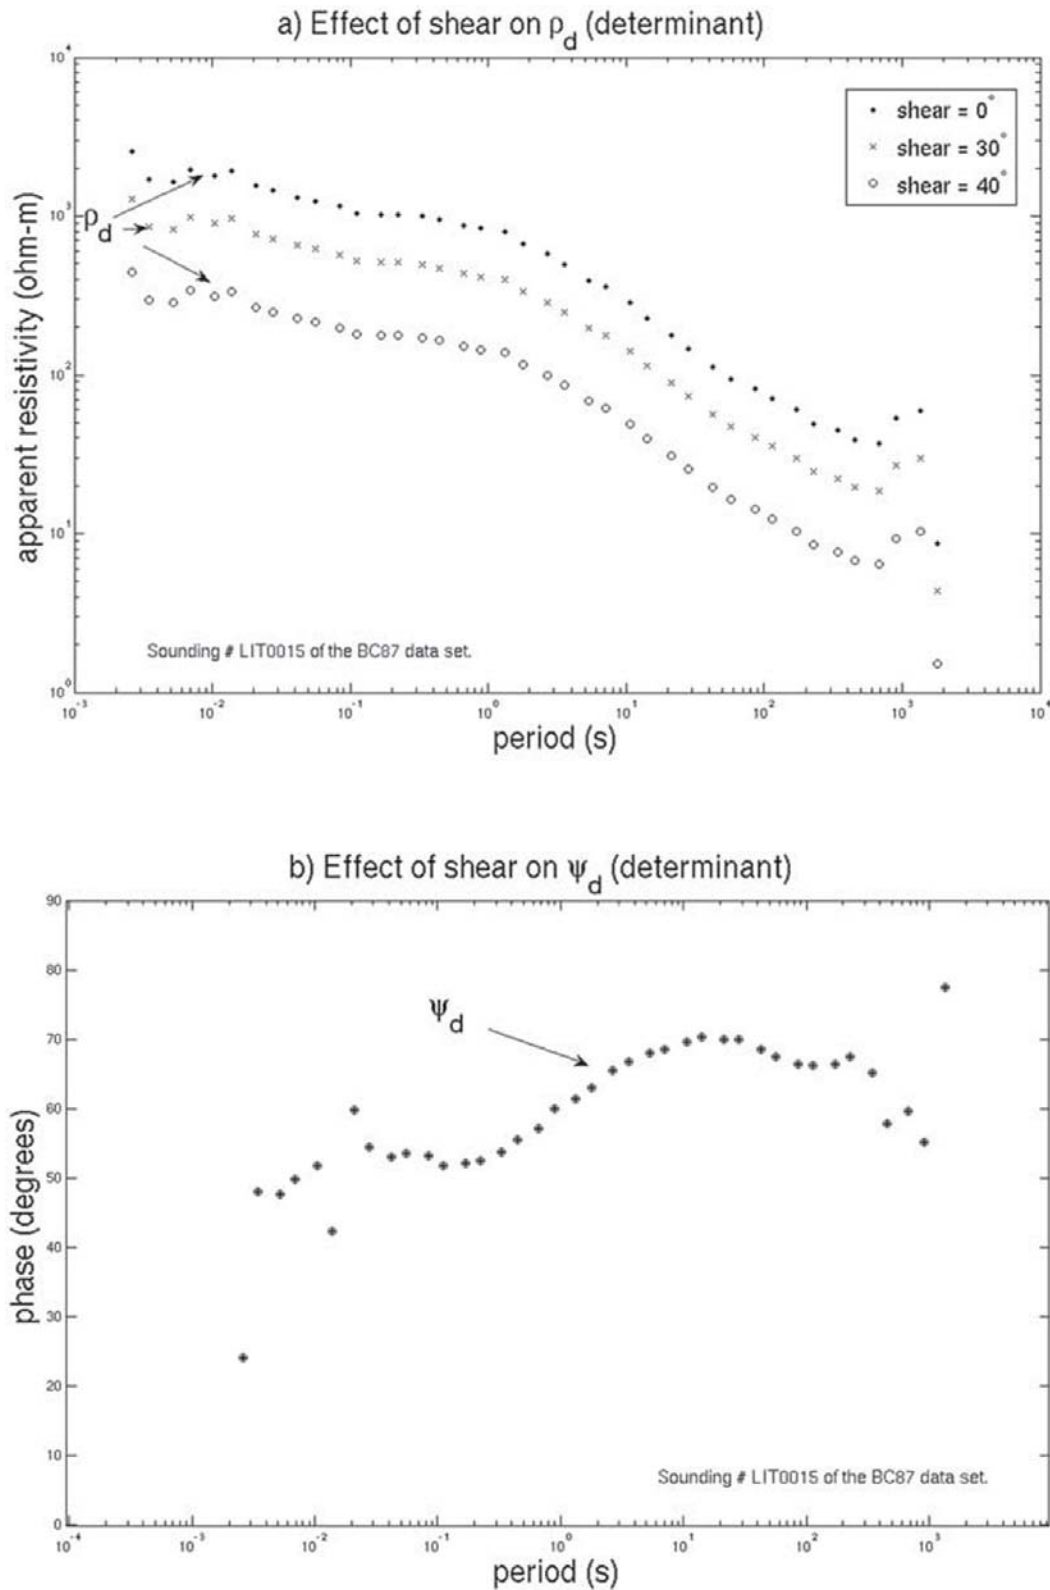 a) Effect of shear on ρd (determinant)
10⁴
shear = 0°
shear = 30°
shear = 40°
10³
ρd
10²
10¹
10⁰
apparent resistivity (ohm-m)
Sounding # LIT0015 of the BC87 data set.
10⁻³ 10⁻² 10⁻¹ 10⁰ 10¹ 10² 10³ 10⁴
period (s)
b) Effect of shear on ψd (determinant)
90
80
ψd
70
60
50
40
30
20
10
0
phase (degrees)
Sounding # LIT0015 of the BC87 data set.
10⁻⁴ 10⁻³ 10⁻² 10⁻¹ 10⁰ 10¹ 10² 10³
period (s)